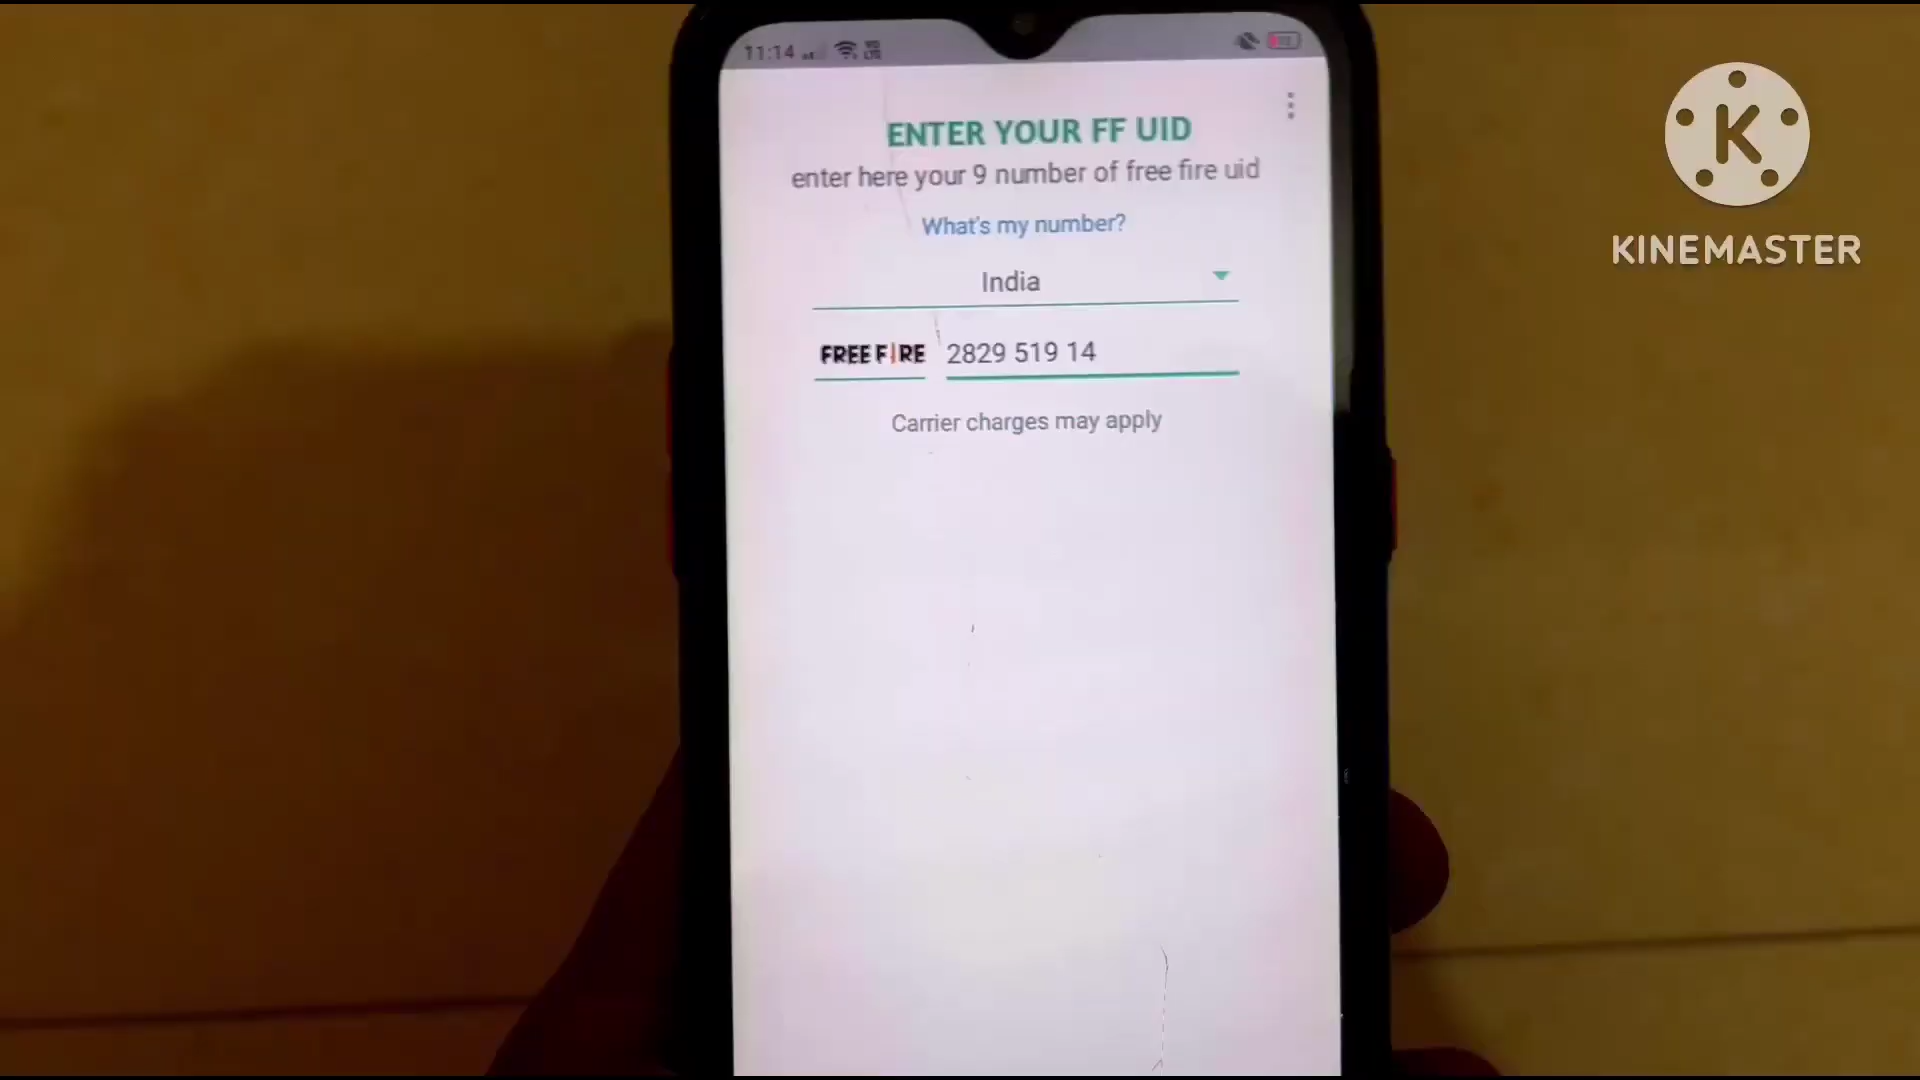 11:14
ENTER YOUR FF UID
enter here your 9 number of free fire uid
What's my number?
India
FREE FIRE 2829 519 14
Carrier charges may apply
K
KINEMASTER